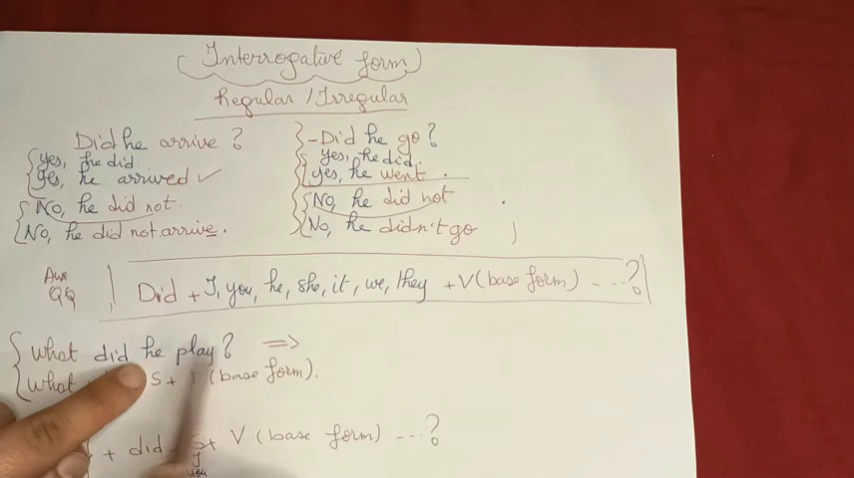 Interrogative form
Regular / Irregular
Did he arrive ?
yes, he did
yes, he arrived ✓
No, he did not.
No, he did not arrive.
- Did he go ?
yes, he did.
yes, he went.
No, he did not
No, he didn't go
Aux
QQ
Did + I, you, he, she, it, we, they + V (base form) ---?
What did he play? =>
What S + (base form).
+ did S + V (base form) ---?
I
you